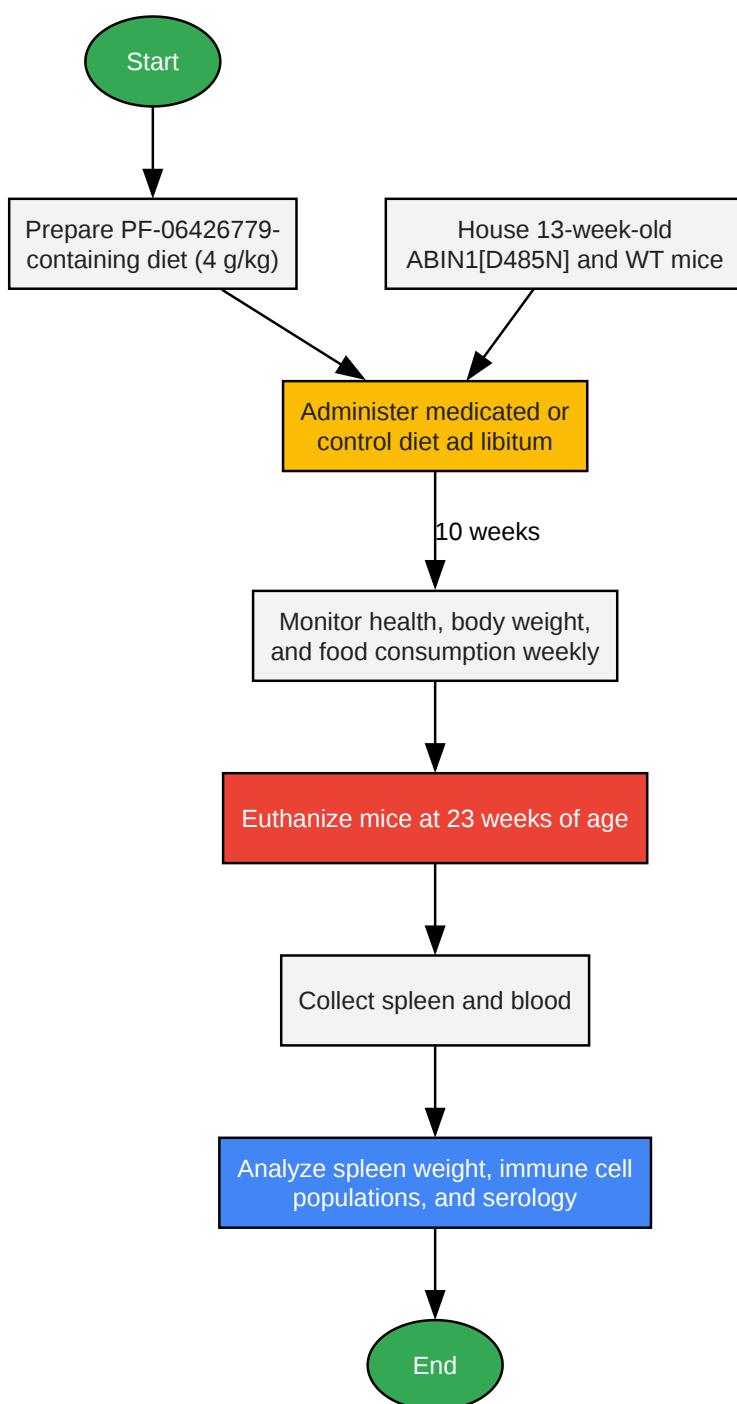 Start
Prepare PF-06426779-
containing diet (4 g/kg)
House 13-week-old
ABIN1[D485N] and WT mice
Administer medicated or
control diet ad libitum
10 weeks
Monitor health, body weight,
and food consumption weekly
Euthanize mice at 23 weeks of age
Collect spleen and blood
Analyze spleen weight, immune cell
populations, and serology
End